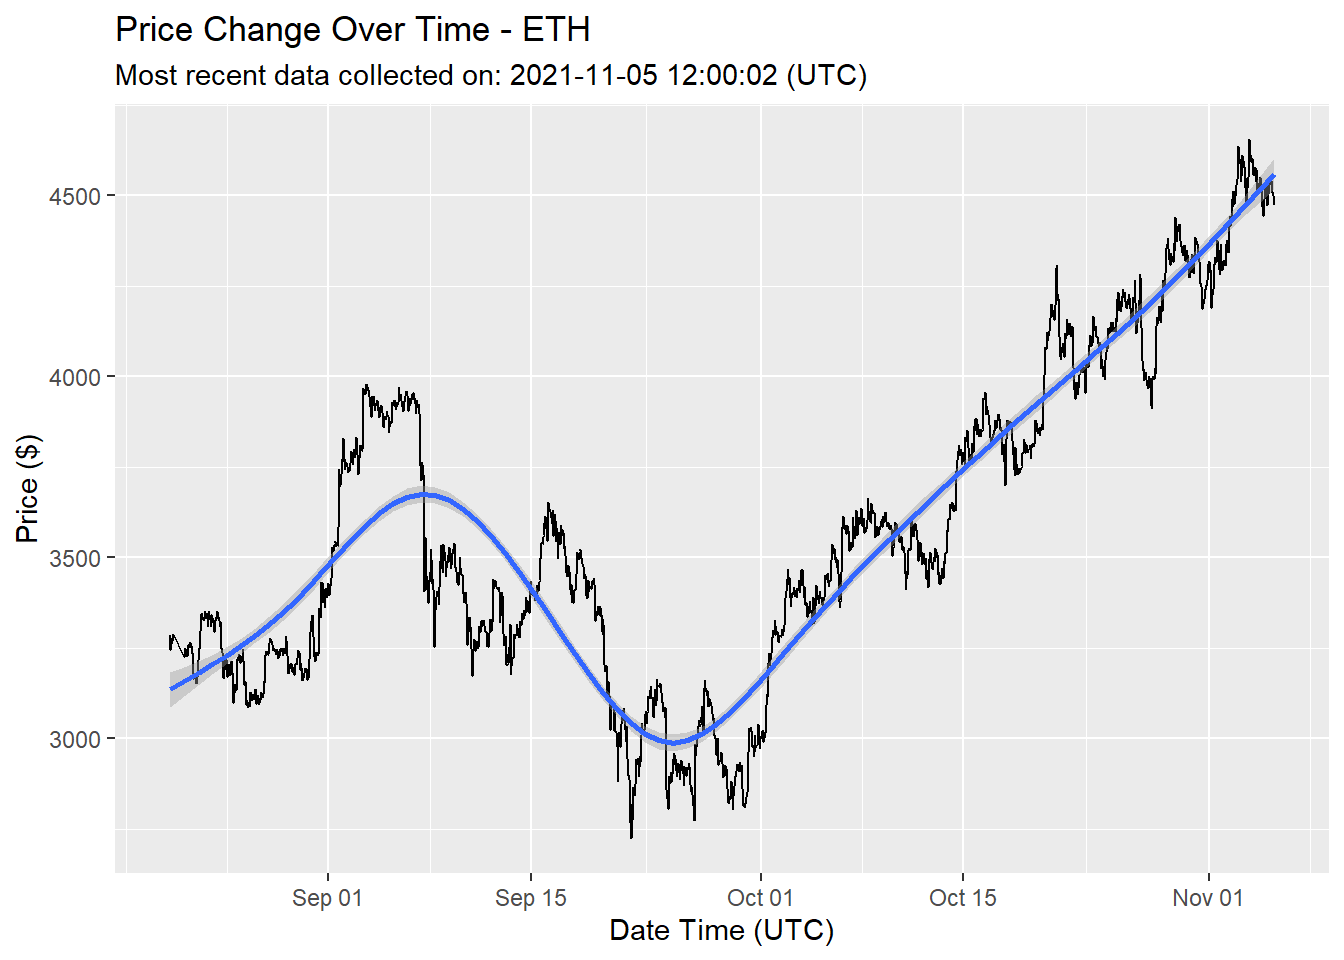 Price Change Over Time - ETH
Most recent data collected on: 2021-11-05 12:00:02 (UTC)
Price ($)
4500
4000
3500
3000
Sep 01
Sep 15
Oct 01
Oct 15
Nov 01
Date Time (UTC)